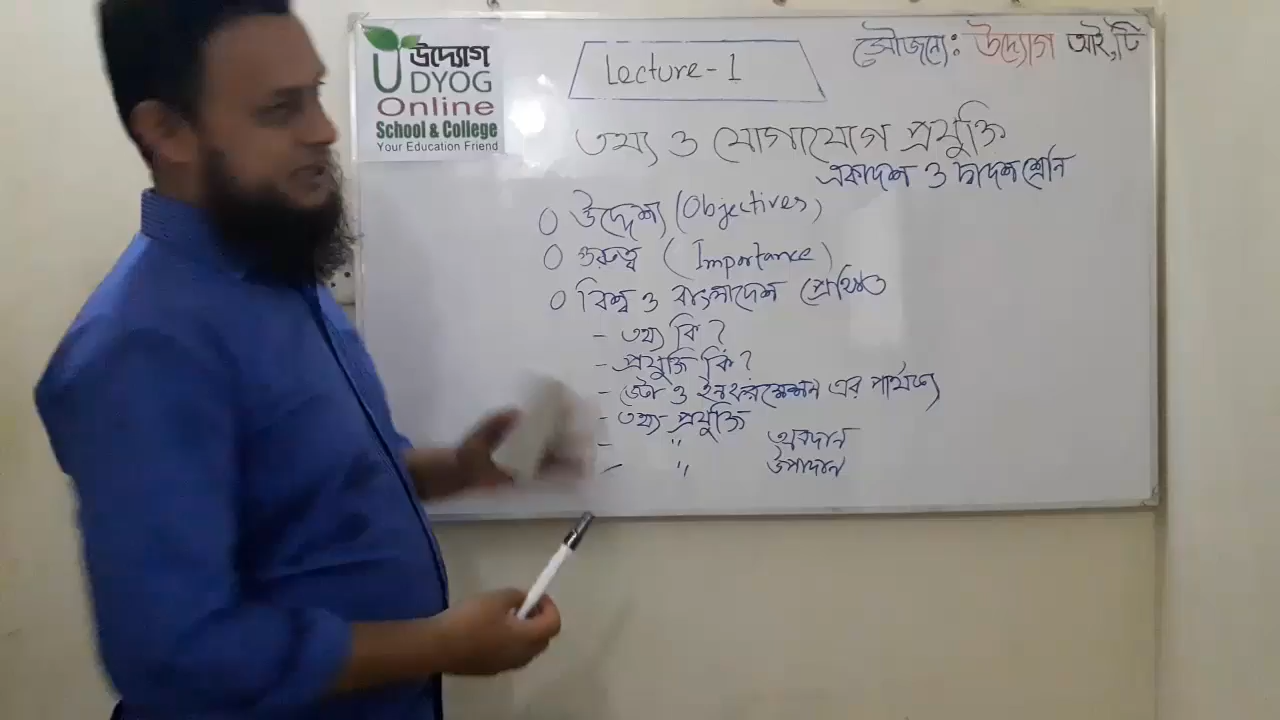 উদ্যোগ
UDYOG
Online
School & College
Your Education Friend
Lecture-1
সৌজন্যে: উদ্যোগ আই,টি
তথ্য ও যোগাযোগ প্রযুক্তি
একাদশ ও দ্বাদশ শ্রেনি
০ উদ্দেশ্য (Objectives)
০ গুরুত্ব (Importance)
০ বিশ্ব ও বাংলাদেশ প্রেক্ষিত
- তথ্য কি?
- প্রযুক্তি কি?
- ডেটা ও ইনফরমেশন এর পার্থক্য
- তথ্য প্রযুক্তি
- " অবদান
- " উপাদান